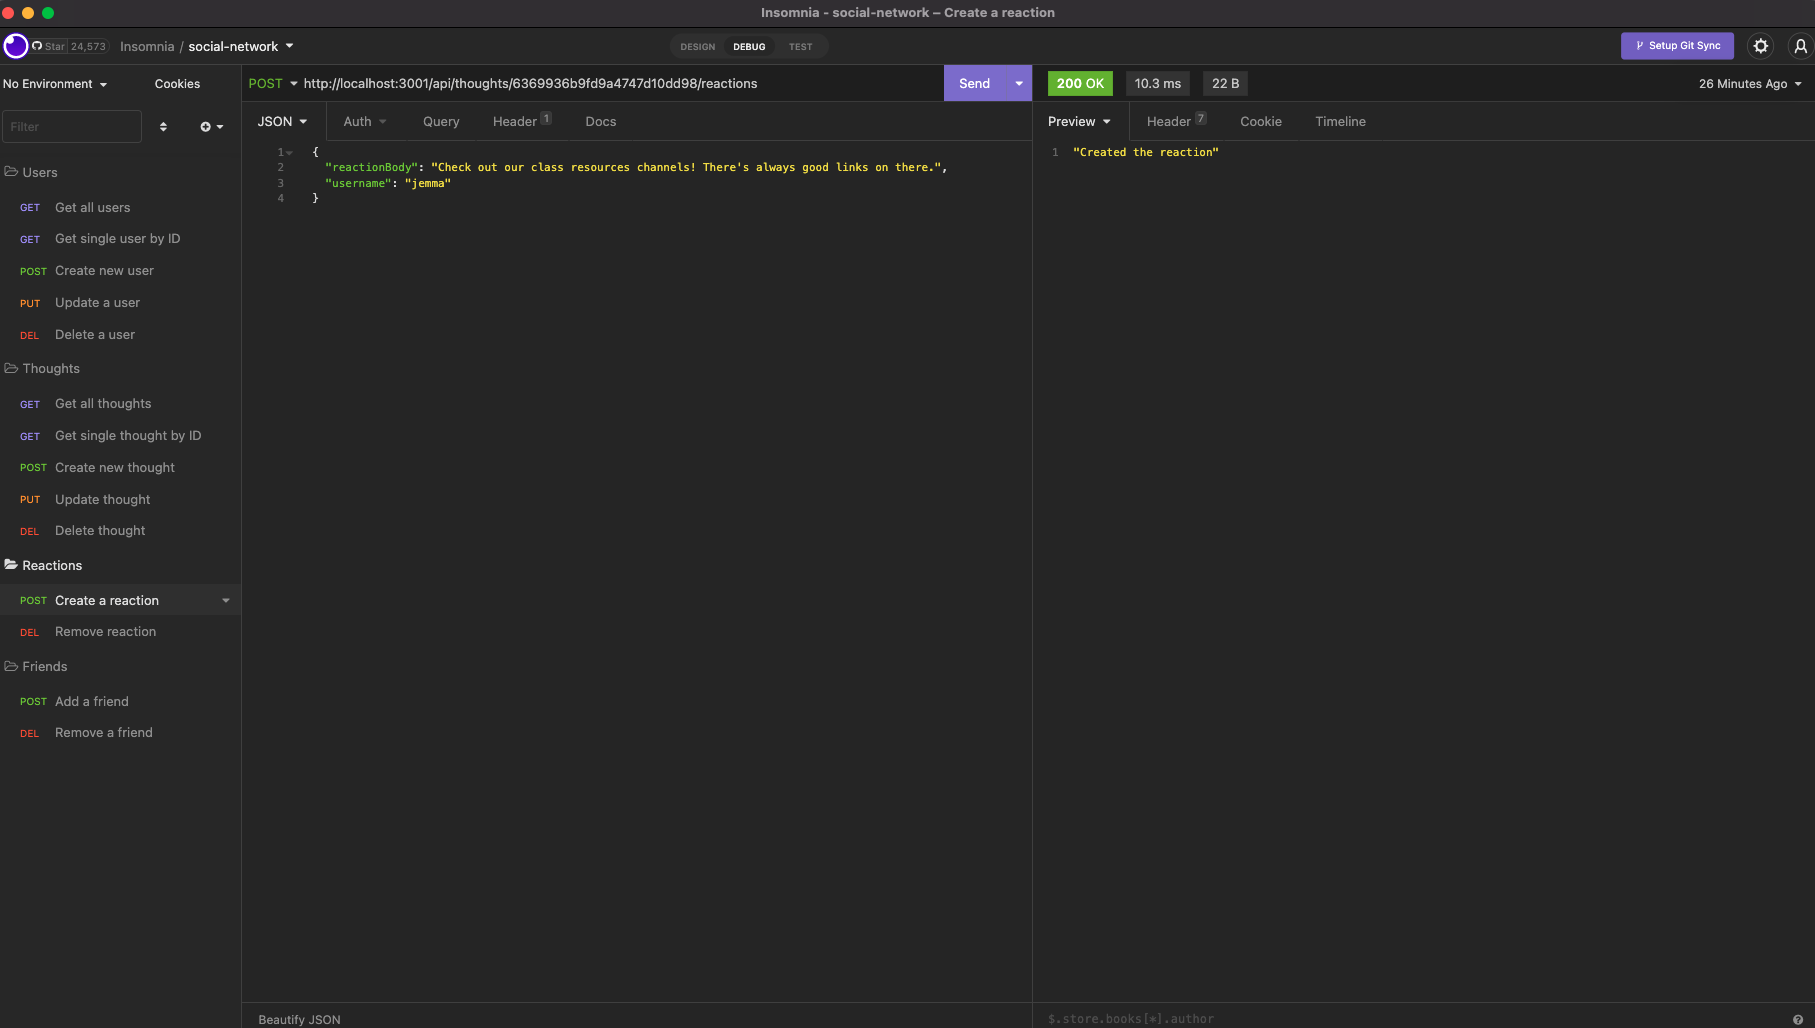 Insomnia - social-network – Create a reaction
Star 24,573
Insomnia / social-network
DESIGN DEBUG TEST
Setup Git Sync
No Environment Cookies
Filter
Users
GET Get all users
GET Get single user by ID
POST Create new user
PUT Update a user
DEL Delete a user
Thoughts
GET Get all thoughts
GET Get single thought by ID
POST Create new thought
PUT Update thought
DEL Delete thought
Reactions
POST Create a reaction
DEL Remove reaction
Friends
POST Add a friend
DEL Remove a friend
POST http://localhost:3001/api/thoughts/6369936b9fd9a4747d10dd98/reactions Send
JSON Auth Query Header 1 Docs
1 {
2 "reactionBody": "Check out our class resources channels! There's always good links on there.",
3 "username": "jemma"
4 }
Beautify JSON
200 OK 10.3 ms 22 B 26 Minutes Ago
Preview Header 7 Cookie Timeline
1 "Created the reaction"
$.store.books[*].author
?